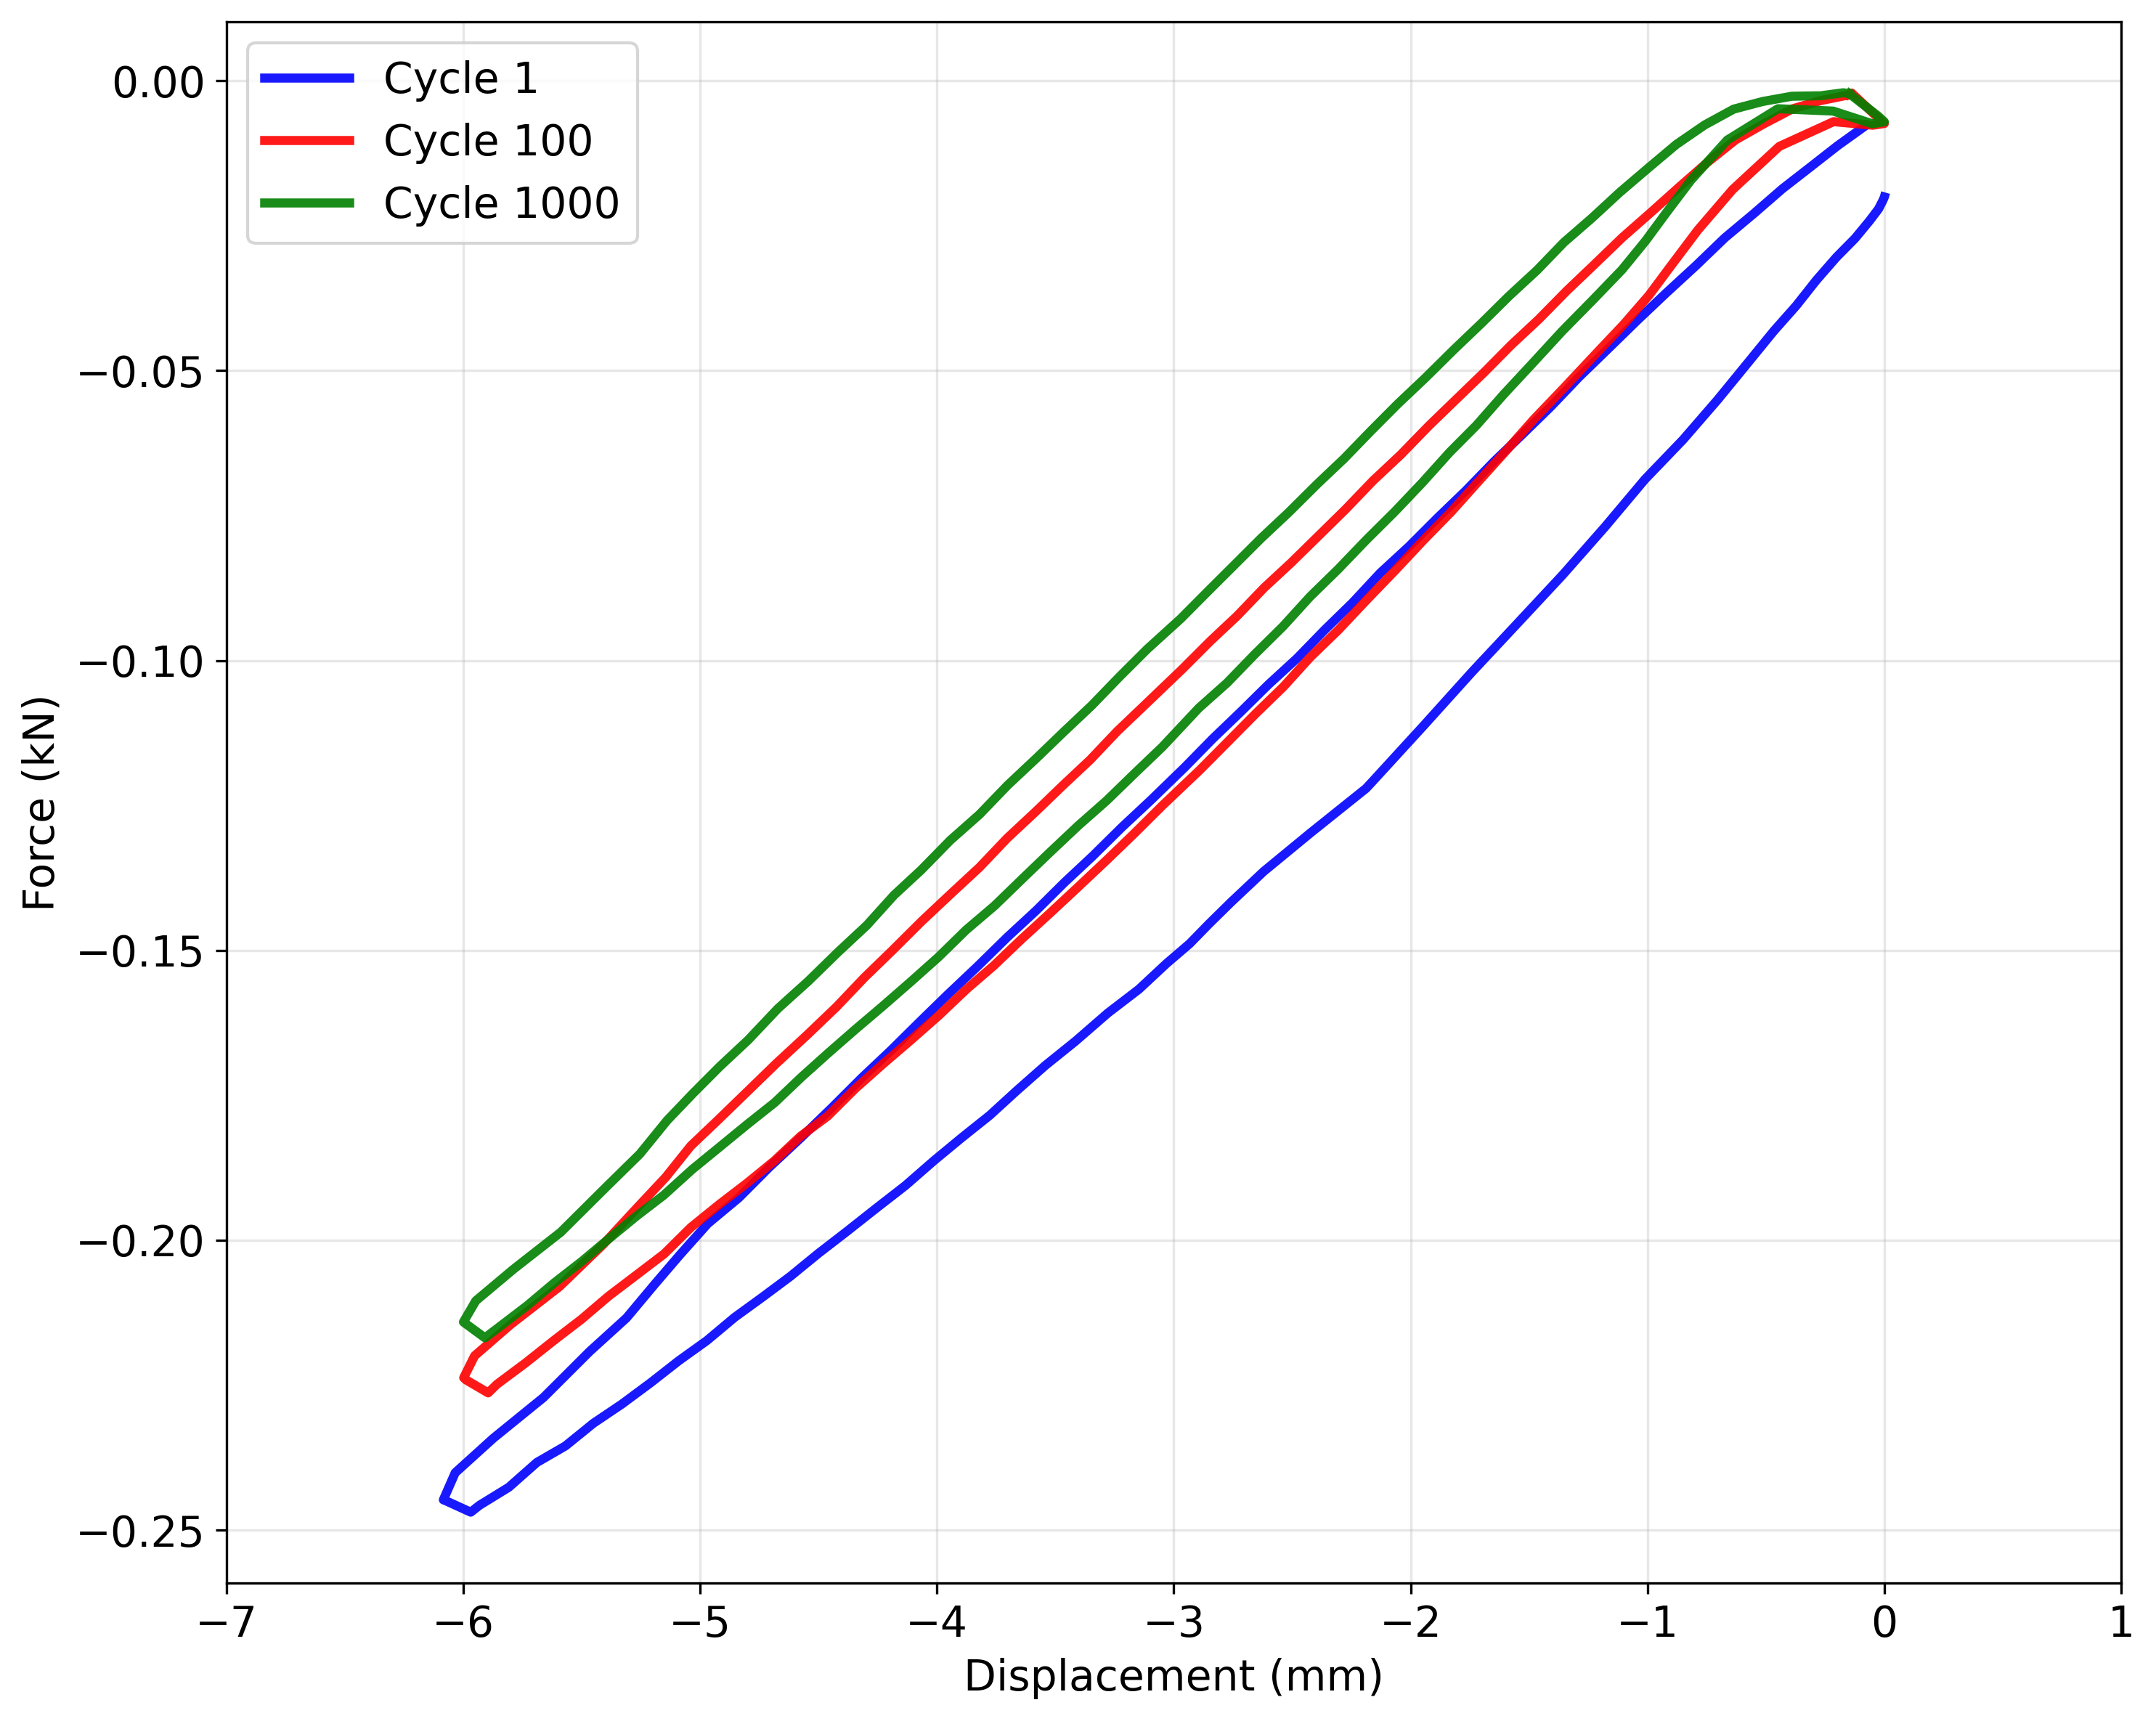 Cycle 1
Cycle 100
Cycle 1000
0.00
−0.05
−0.10
−0.15
−0.20
−0.25
Force (kN)
−7 −6 −5 −4 −3 −2 −1 0 1
Displacement (mm)